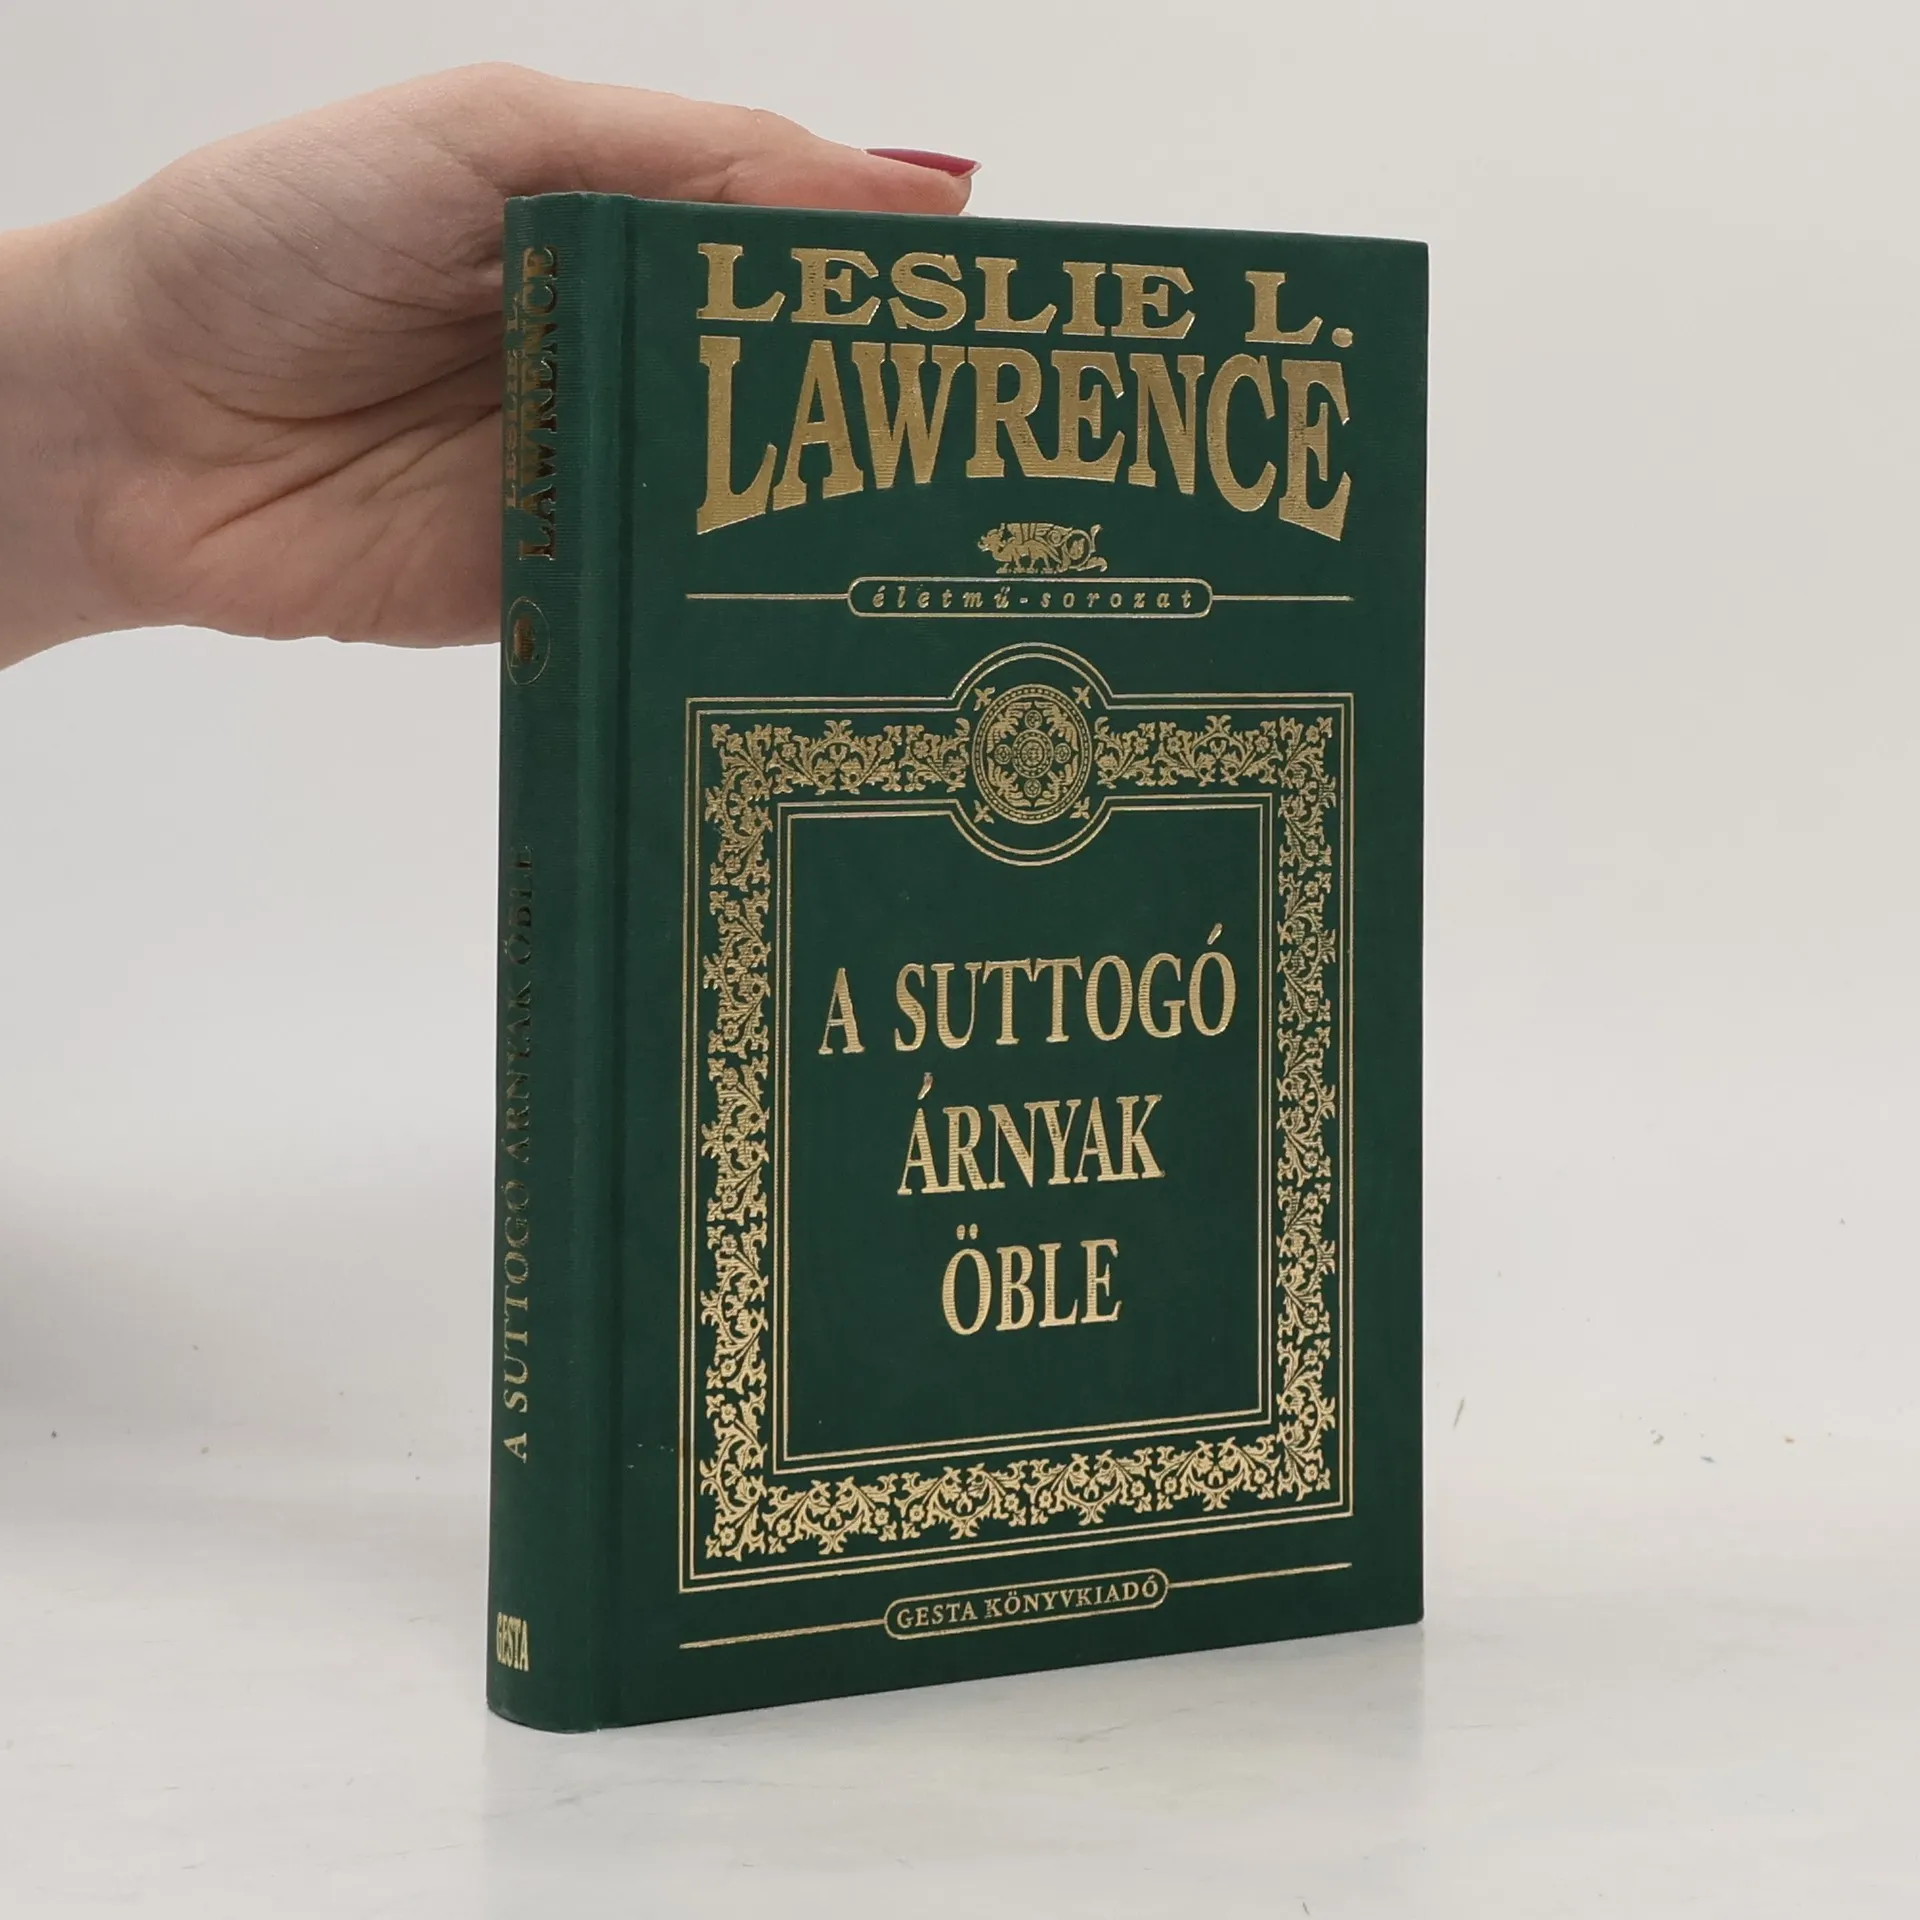 LESLIE L.
LAWRENCE
életmű-sorozat
A SUTTOGÓ
ÁRNYAK
ÖBLE
GESTA KÖNYVKIADÓ
LESLIE L.
LAWRENCE
A SUTTOGÓ ÁRNYAK ÖBLE
GESTA